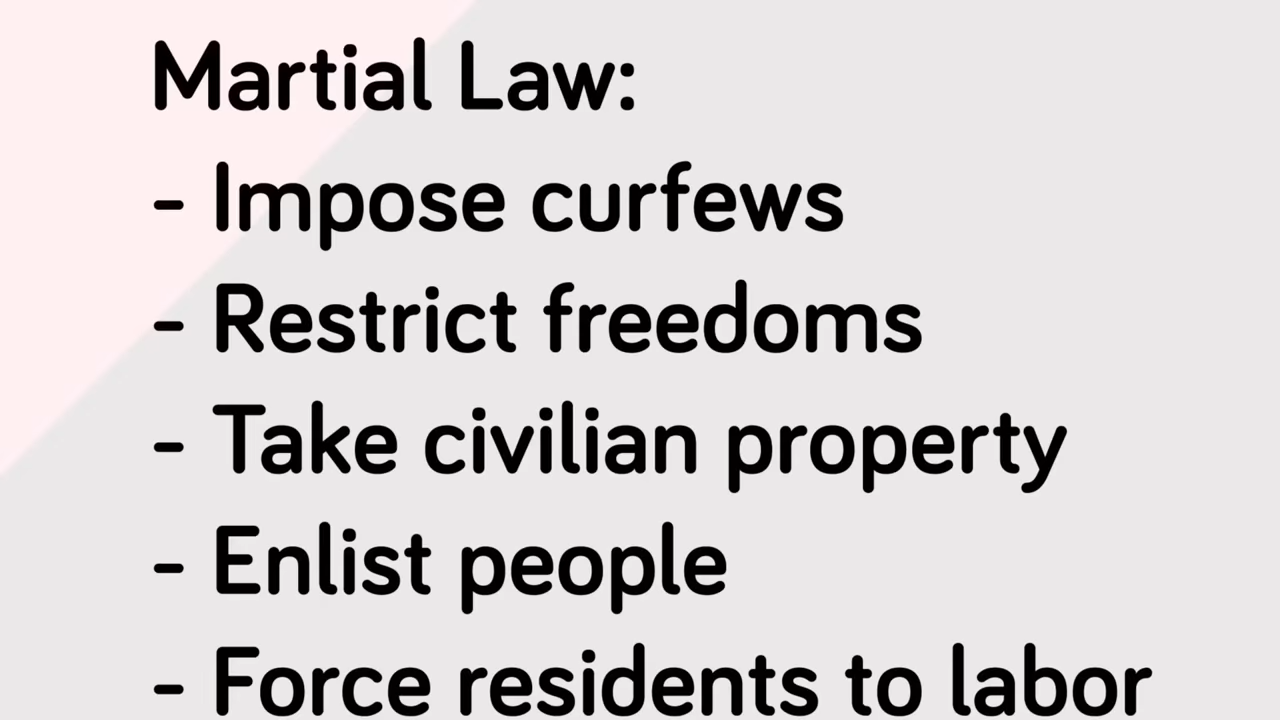 Martial Law:
- Impose curfews
- Restrict freedoms
- Take civilian property
- Enlist people
- Force residents to labor